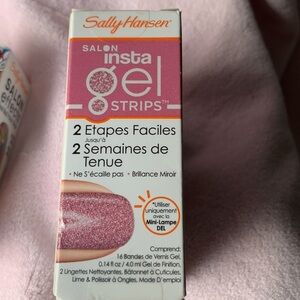 Sally Hansen
SALON
insta
gel
STRIPS™
2 Etapes Faciles
Jusqu'à
2 Semaines de
Tenue
• Ne S'écaille pas • Brillance Miroir
*Utiliser
uniquement
avec la
Mini-Lampe
DEL
Comprend:
16 Bandes de Vernis Gel,
0.14 fl oz / 4.0 ml Gel de Finition,
2 Lingettes Nettoyantes, Bâtonnet à Cuticules,
Lime & Polissoir à Ongles, Mode D'emploi
SALON